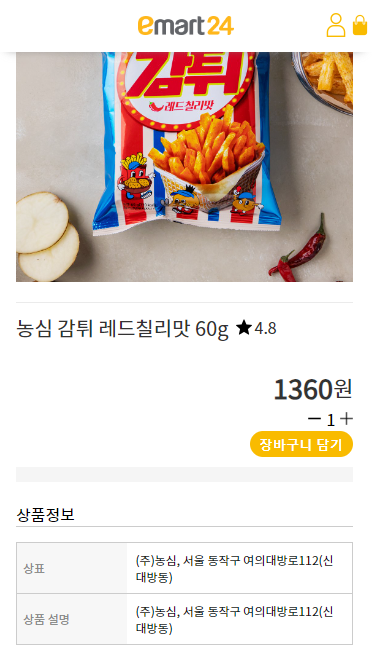 emart24
감튀
레드칠리맛
농심 감튀 레드칠리맛 60g ★4.8
1360원
1
장바구니 담기
상품정보
상표
(주)농심, 서울 동작구 여의대방로112(신
대방동)
상품 설명
(주)농심, 서울 동작구 여의대방로112(신
대방동)